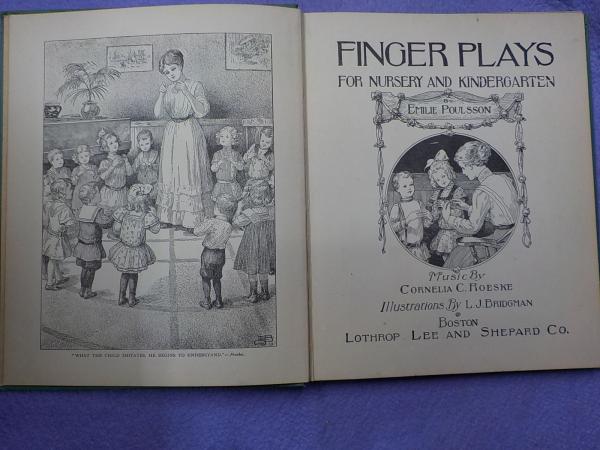 "WHAT THE CHILD IMITATES, HE BEGINS TO UNDERSTAND."—Froebel.
FINGER PLAYS
FOR NURSERY AND KINDERGARTEN
BY
EMILIE POULSSON
Music By
CORNELIA C. ROESKE
Illustrations By L. J. BRIDGMAN
BOSTON
LOTHROP LEE AND SHEPARD CO.